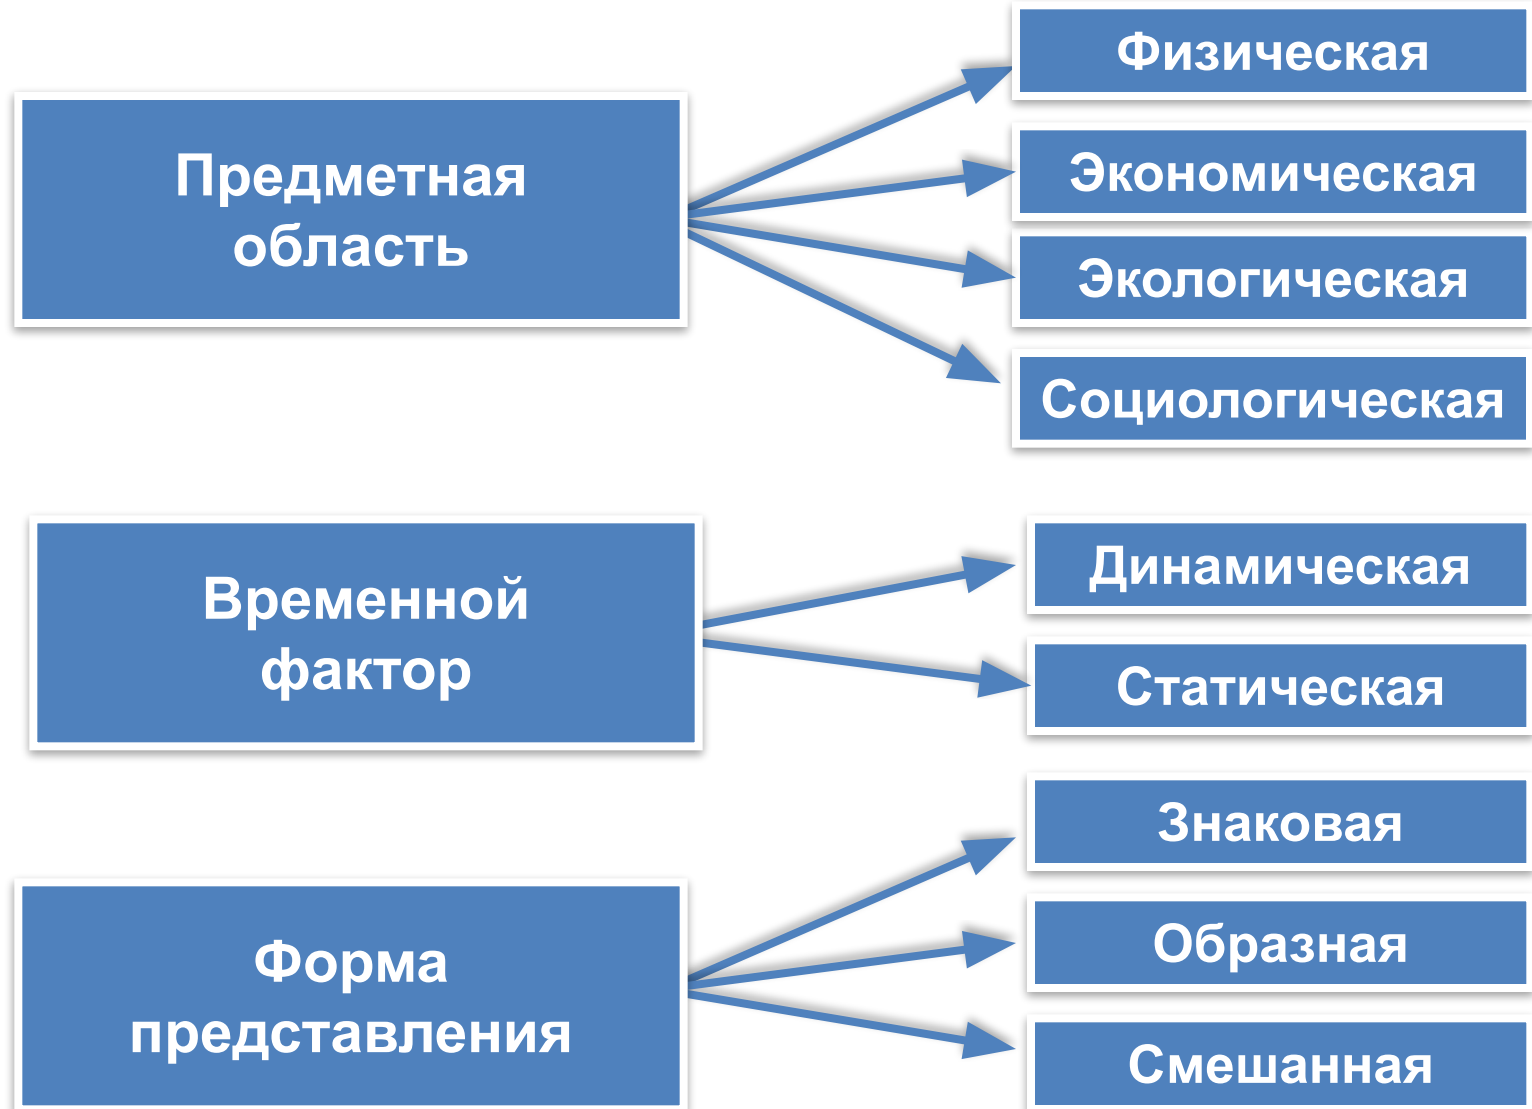 Предметная
область
Физическая
Экономическая
Экологическая
Социологическая
Временной
фактор
Динамическая
Статическая
Форма
представления
Знаковая
Образная
Смешанная